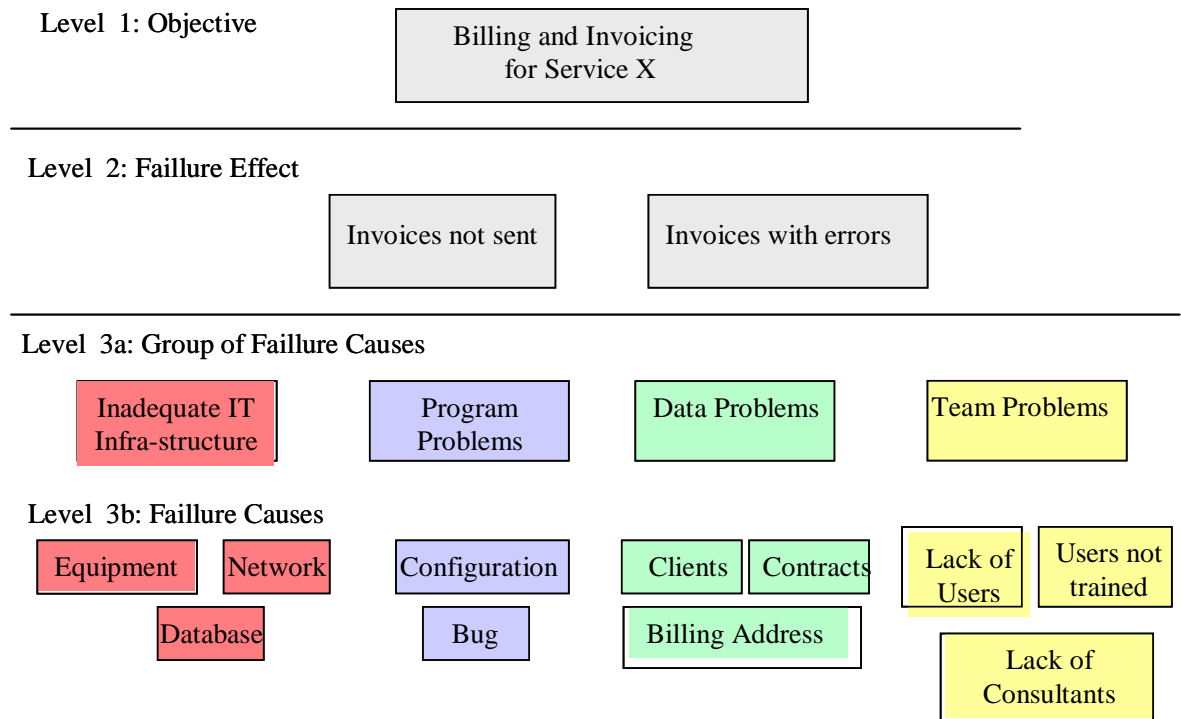 Level 1: Objective
Billing and Invoicing
for Service X
Level 2: Faillure Effect
Invoices not sent
Invoices with errors
Level 3a: Group of Faillure Causes
Inadequate IT
Infra-structure
Program
Problems
Data Problems
Team Problems
Level 3b: Faillure Causes
Equipment
Network
Configuration
Clients
Contracts
Lack of
Users
Users not
trained
Database
Bug
Billing Address
Lack of
Consultants